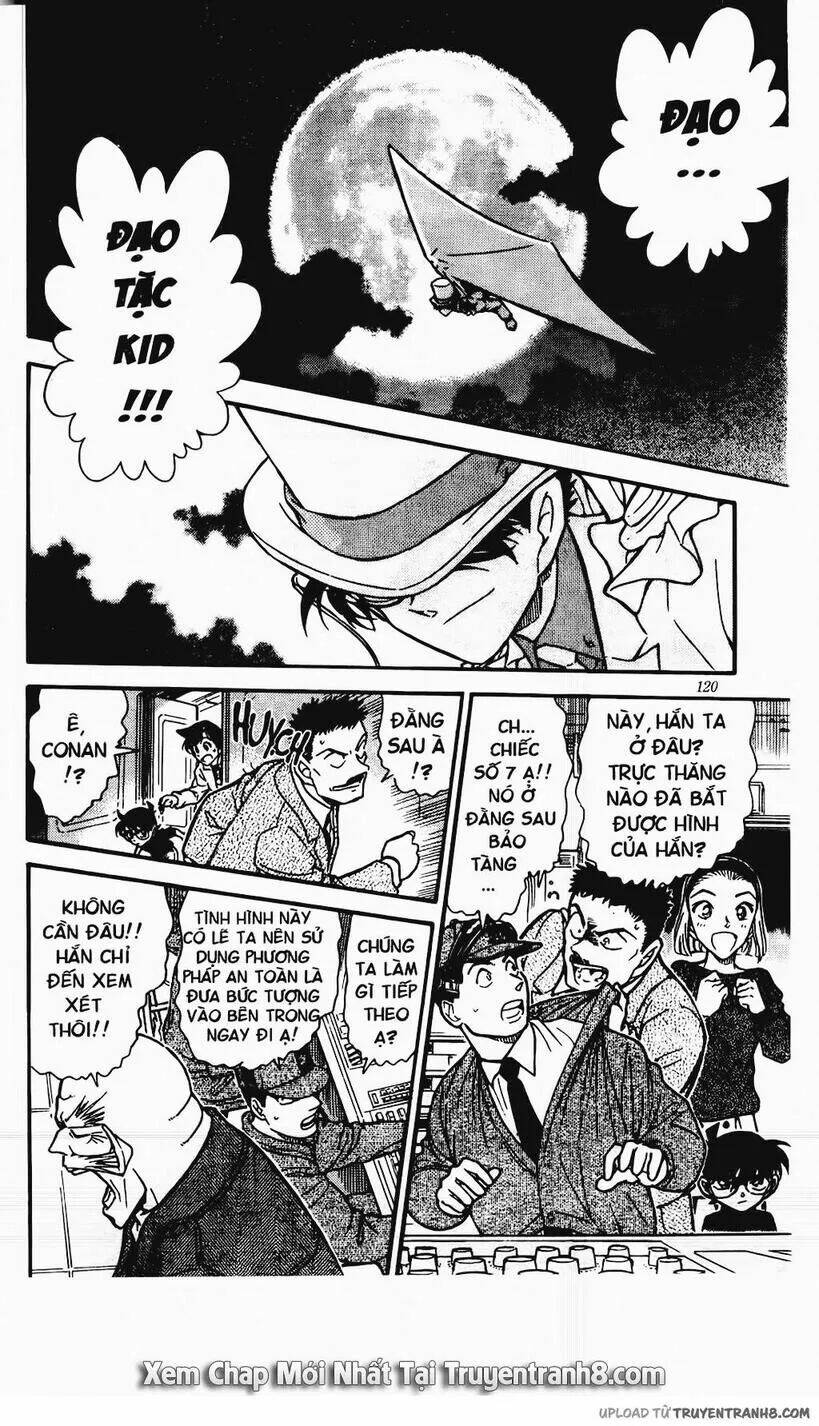 ĐẠO
...
ĐẠO
TẶC
KID
!!!
120
NÀY, HẮN TA
Ở ĐÂU?
TRỰC THĂNG
NÀO ĐÃ BẮT
ĐƯỢC HÌNH
CỦA HẮN?
CH...
CHIẾC
SỐ 7 Ạ!!
NÓ Ở
ĐẰNG SAU
BẢO
TÀNG
...
ĐẰNG
SAU À
!?
HUỲCH
Ê,
CONAN
!?
CHÚNG
TA LÀM
GÌ TIẾP
THEO
Ạ?
TÌNH HÌNH NÀY
CÓ LẼ TA NÊN SỬ
DỤNG PHƯƠNG
PHÁP AN TOÀN LÀ
ĐƯA BỨC TƯỢNG
VÀO BÊN TRONG
NGAY ĐI Ạ!
KHÔNG
CẦN ĐÂU!!
HẮN CHỈ
ĐẾN XEM
XÉT
THÔI!!
Xem Chap Mới Nhất Tại Truyentranh8.com
UPLOAD TỪ TRUYENTRANH8.COM